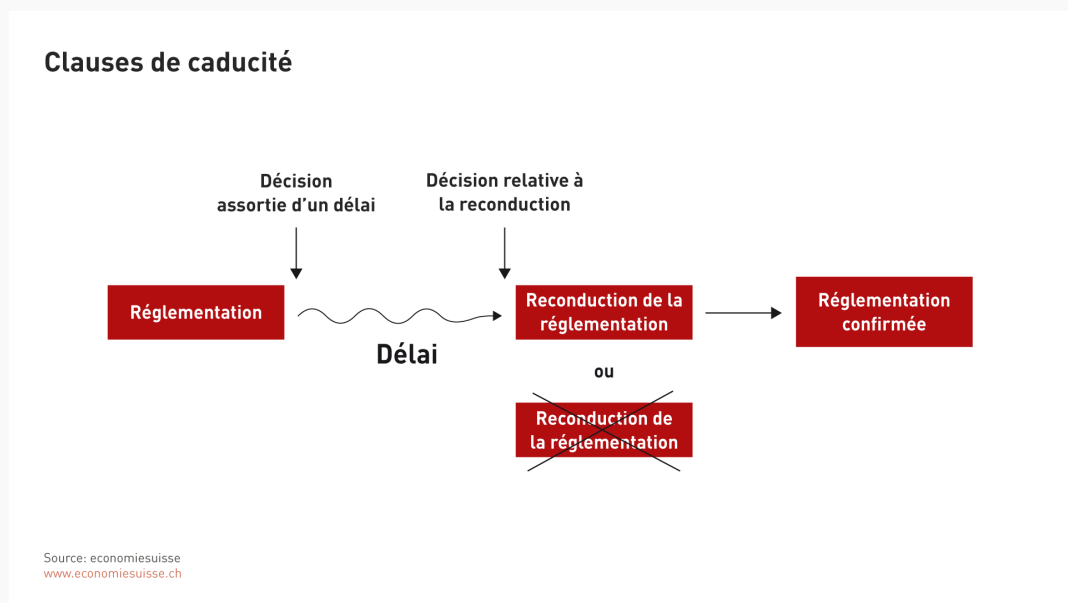 Clauses de caducité
Décision
assortie d’un délai
Décision relative à
la reconduction
Réglementation
Délai
Reconduction de la
réglementation
Réglementation
confirmée
ou
Reconduction de
la réglementation
Source: economiesuisse
www.economiesuisse.ch